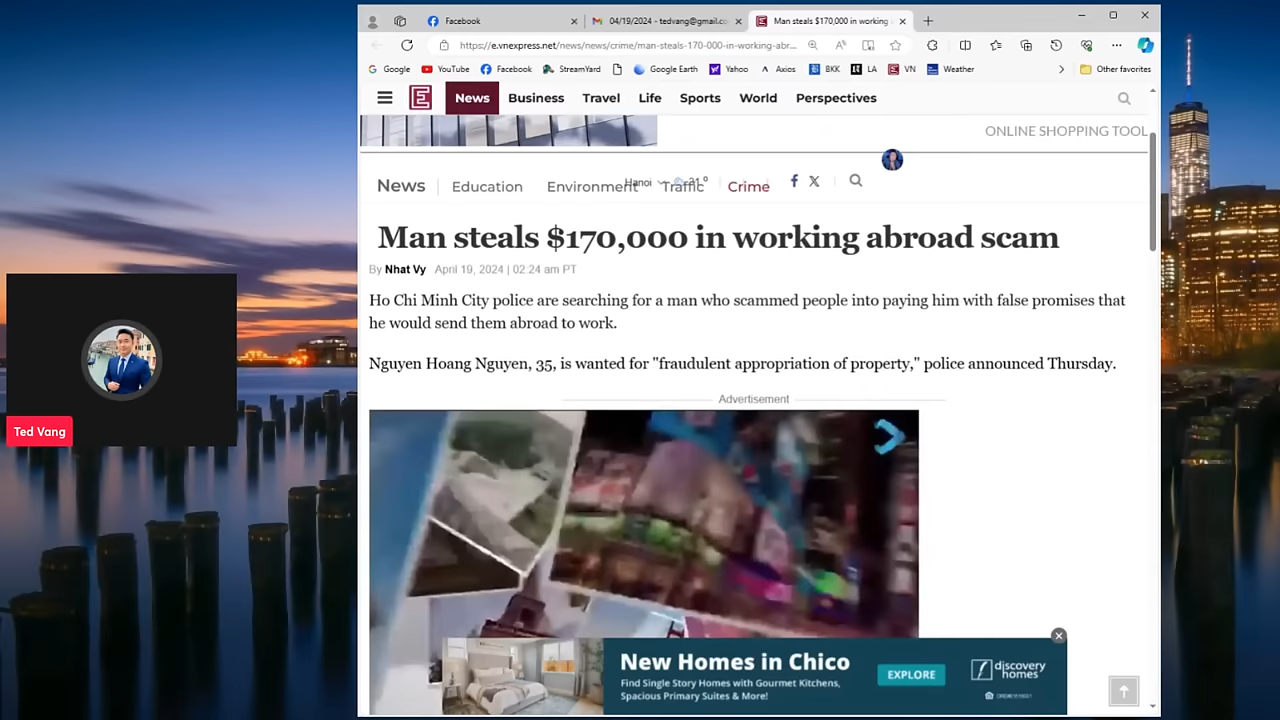 Facebook
04/19/2024 - tedvang@gmail.co
Man steals $170,000 in working
https://e.vnexpress.net/news/news/crime/man-steals-170-000-in-working-abr...
Google YouTube Facebook StreamYard Google Earth Yahoo Axios BKK LA VN Weather Other favorites
E News Business Travel Life Sports World Perspectives
ONLINE SHOPPING TOOL
News Education Environment Hanoi Traffic 31° Crime
Man steals $170,000 in working abroad scam
By Nhat Vy April 19, 2024 | 02:24 am PT
Ho Chi Minh City police are searching for a man who scammed people into paying him with false promises that
he would send them abroad to work.
Nguyen Hoang Nguyen, 35, is wanted for "fraudulent appropriation of property," police announced Thursday.
Advertisement
Ted Vang
New Homes in Chico
Find Single Story Homes with Gourmet Kitchens,
Spacious Primary Suites & More!
EXPLORE
discovery
homes